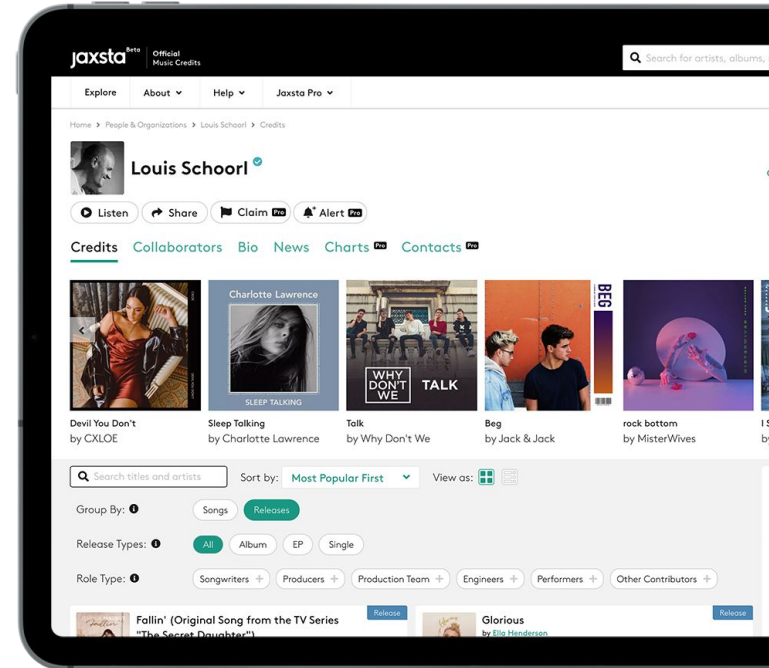 jaxsta Beta Official
Music Credits
Search for artists, albums,
Explore About Help Jaxsta Pro
Home > People & Organizations > Louis Schoorl > Credits
Louis Schoorl
Listen Share Claim Pro Alert Pro
Credits Collaborators Bio News Charts Pro Contacts Pro
Charlotte Lawrence
SLEEP TALKING
WHY
DON'T
WE
TALK
BEG
Devil You Don't
by CXLOE
Sleep Talking
by Charlotte Lawrence
Talk
by Why Don't We
Beg
by Jack & Jack
rock bottom
by MisterWives
Search titles and artists Sort by: Most Popular First View as:
Group By: Songs Releases
Release Types: All Album EP Single
Role Type: Songwriters + Producers + Production Team + Engineers + Performers + Other Contributors +
Fallin' (Original Song from the TV Series
"The Secret Daughter")
Release
Glorious
by Ella Henderson
Release